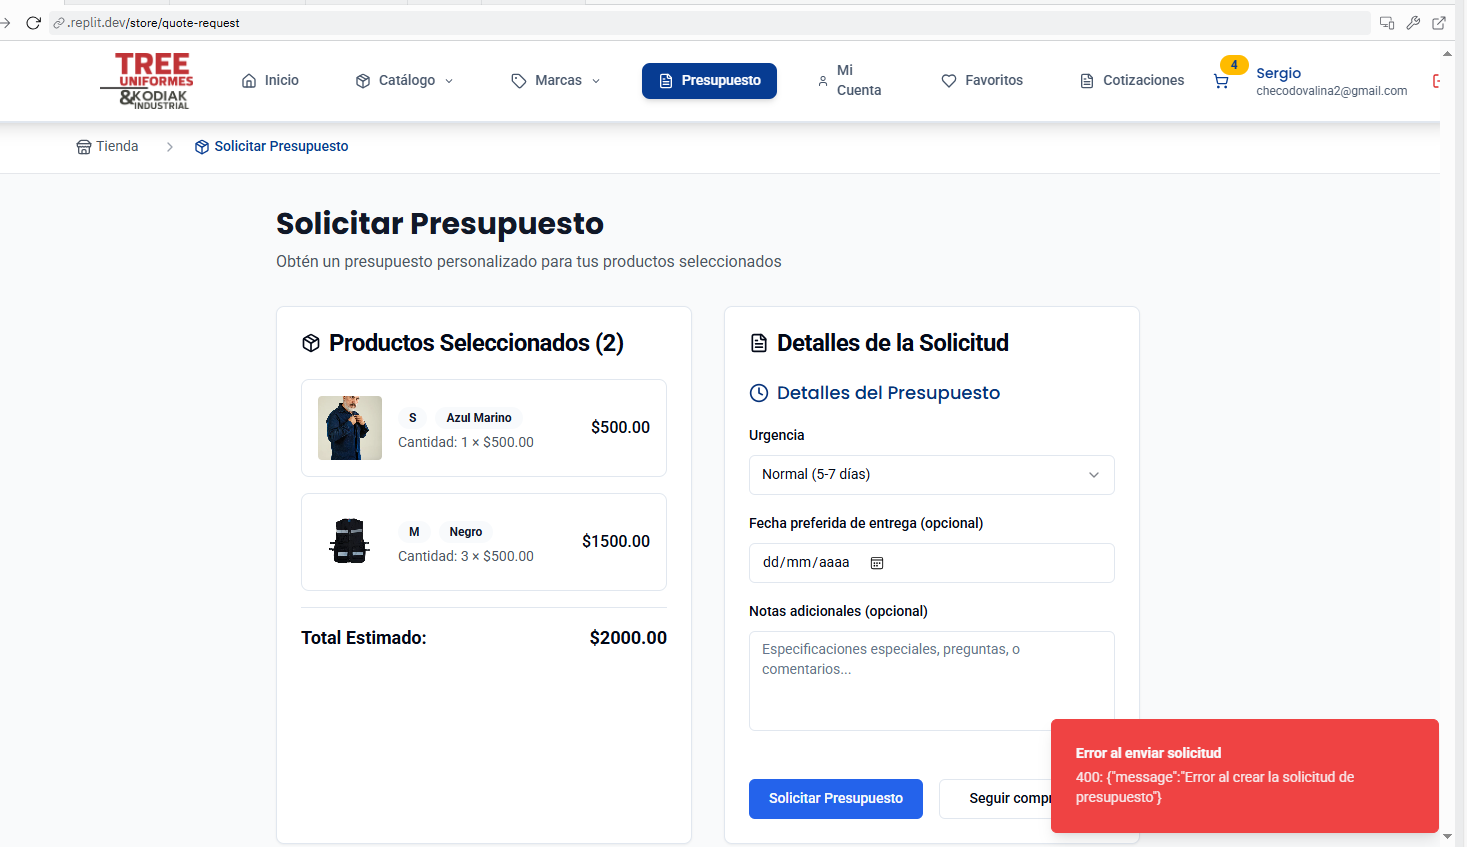 .replit.dev/store/quote-request
TREE
UNIFORMES
&KODIAK
INDUSTRIAL
Inicio
Catálogo
Marcas
Presupuesto
Mi
Cuenta
Favoritos
Cotizaciones
4
Sergio
checodovalina2@gmail.com
Tienda
Solicitar Presupuesto
Solicitar Presupuesto
Obtén un presupuesto personalizado para tus productos seleccionados
Productos Seleccionados (2)
S Azul Marino
Cantidad: 1 × $500.00
$500.00
M Negro
Cantidad: 3 × $500.00
$1500.00
Total Estimado: $2000.00
Detalles de la Solicitud
Detalles del Presupuesto
Urgencia
Normal (5-7 días)
Fecha preferida de entrega (opcional)
dd/mm/aaaa
Notas adicionales (opcional)
Especificaciones especiales, preguntas, o
comentarios...
Solicitar Presupuesto
Seguir compr
Error al enviar solicitud
400: {"message":"Error al crear la solicitud de
presupuesto"}